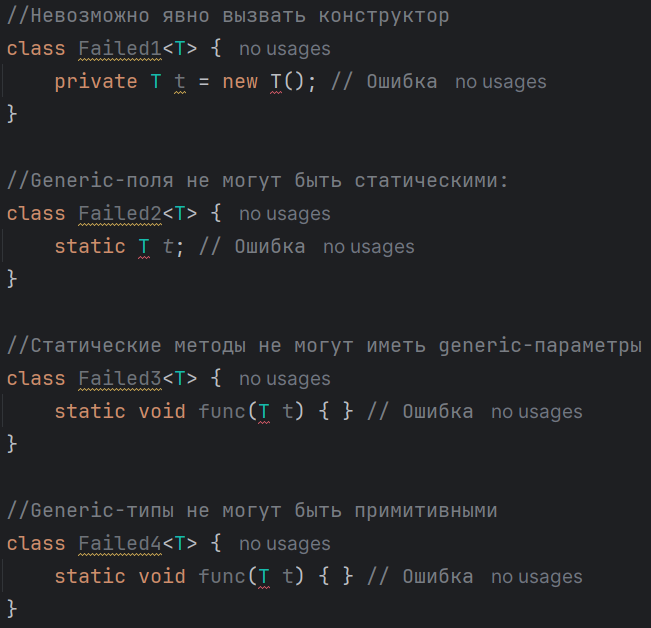 //Невозможно явно вызвать конструктор
class Failed1<T> { no usages
private T t = new T(); // Ошибка no usages
}
//Generic-поля не могут быть статическими:
class Failed2<T> { no usages
static T t; // Ошибка no usages
}
//Статические методы не могут иметь generic-параметры
class Failed3<T> { no usages
static void func(T t) { } // Ошибка no usages
}
//Generic-типы не могут быть примитивными
class Failed4<T> { no usages
static void func(T t) { } // Ошибка no usages
}